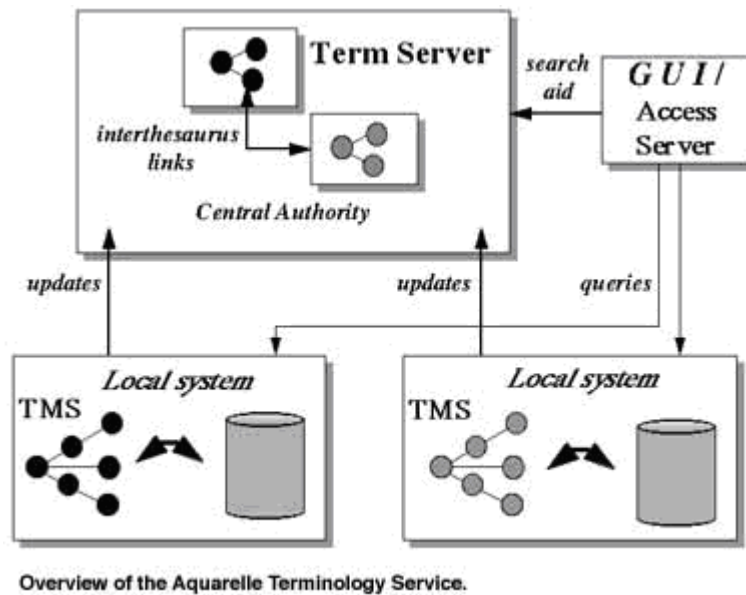 Term Server
interthesaurus
links
Central Authority
search
aid
GUI/
Access
Server
updates
updates
queries
Local system
TMS
Local system
TMS
Overview of the Aquarelle Terminology Service.